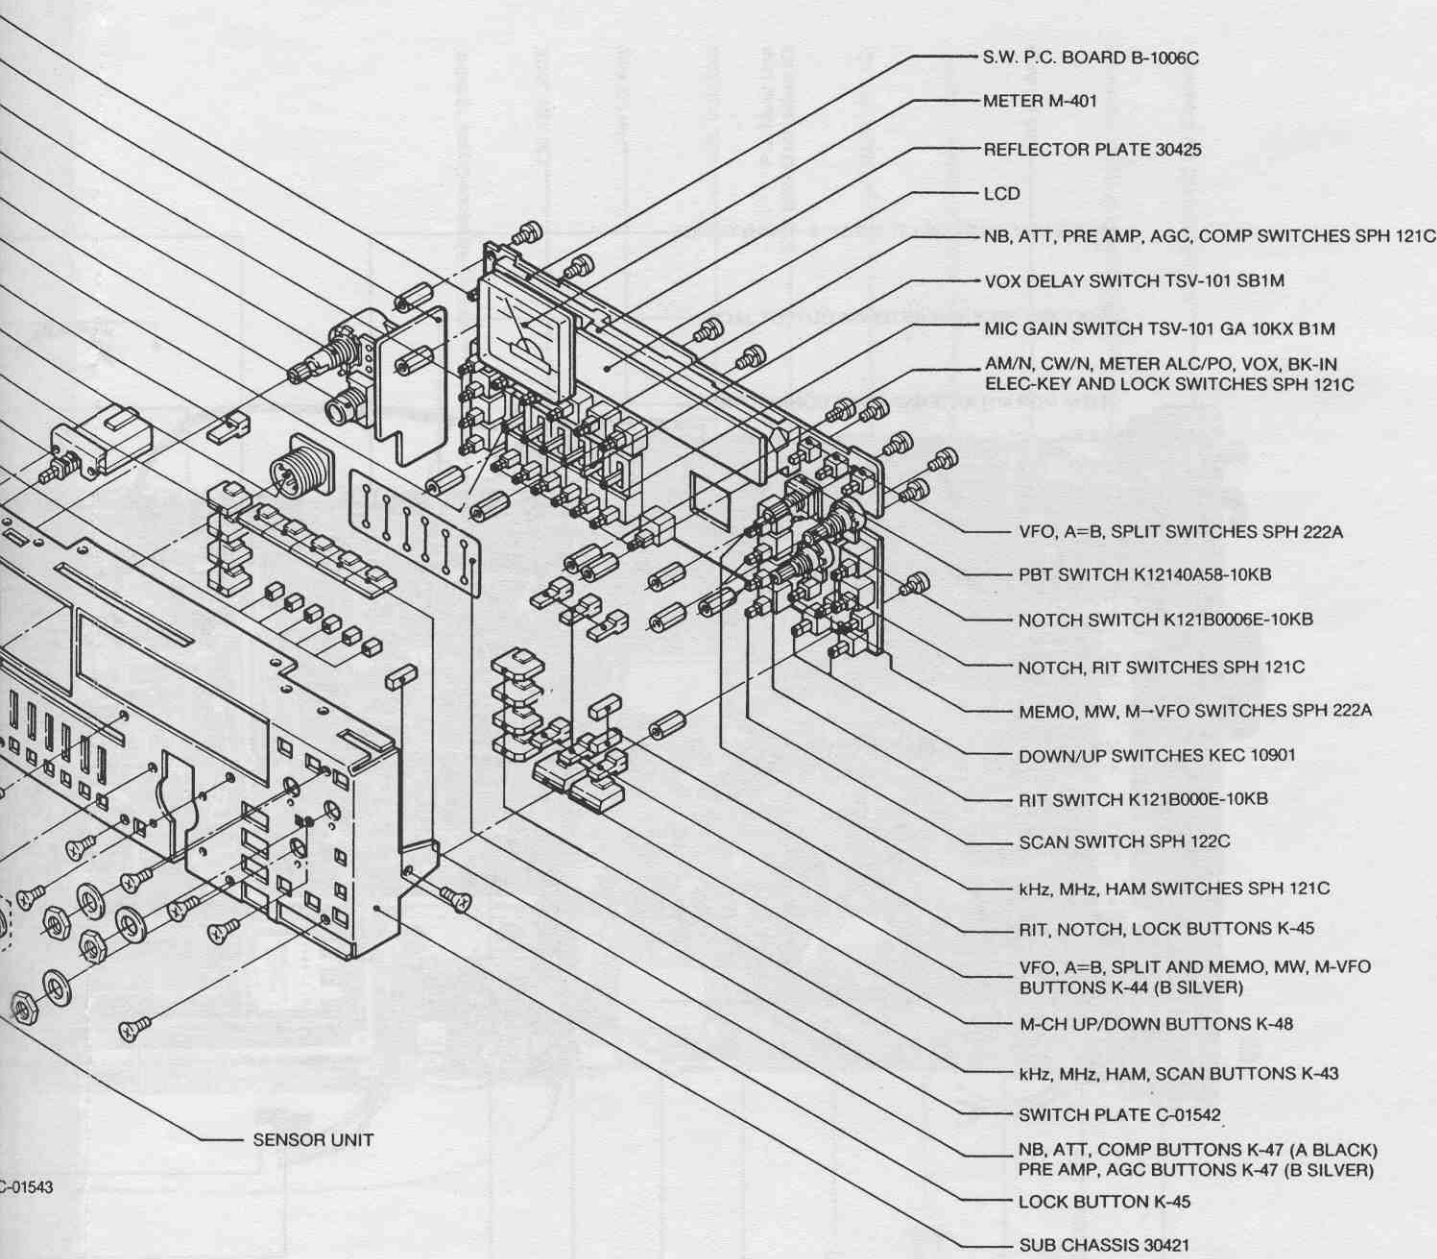 S.W. P.C. BOARD B-1006C
METER M-401
REFLECTOR PLATE 30425
LCD
NB, ATT, PRE AMP, AGC, COMP SWITCHES SPH 121C
VOX DELAY SWITCH TSV-101 SB1M
MIC GAIN SWITCH TSV-101 GA 10KX B1M
AM/N, CW/N, METER ALC/PO, VOX, BK-IN
ELEC-KEY AND LOCK SWITCHES SPH 121C
VFO, A=B, SPLIT SWITCHES SPH 222A
PBT SWITCH K12140A58-10KB
NOTCH SWITCH K121B0006E-10KB
NOTCH, RIT SWITCHES SPH 121C
MEMO, MW, M→VFO SWITCHES SPH 222A
DOWN/UP SWITCHES KEC 10901
RIT SWITCH K121B000E-10KB
SCAN SWITCH SPH 122C
kHz, MHz, HAM SWITCHES SPH 121C
RIT, NOTCH, LOCK BUTTONS K-45
VFO, A=B, SPLIT AND MEMO, MW, M-VFO
BUTTONS K-44 (B SILVER)
M-CH UP/DOWN BUTTONS K-48
kHz, MHz, HAM, SCAN BUTTONS K-43
SWITCH PLATE C-01542
NB, ATT, COMP BUTTONS K-47 (A BLACK)
PRE AMP, AGC BUTTONS K-47 (B SILVER)
LOCK BUTTON K-45
SUB CHASSIS 30421
SENSOR UNIT
C-01543